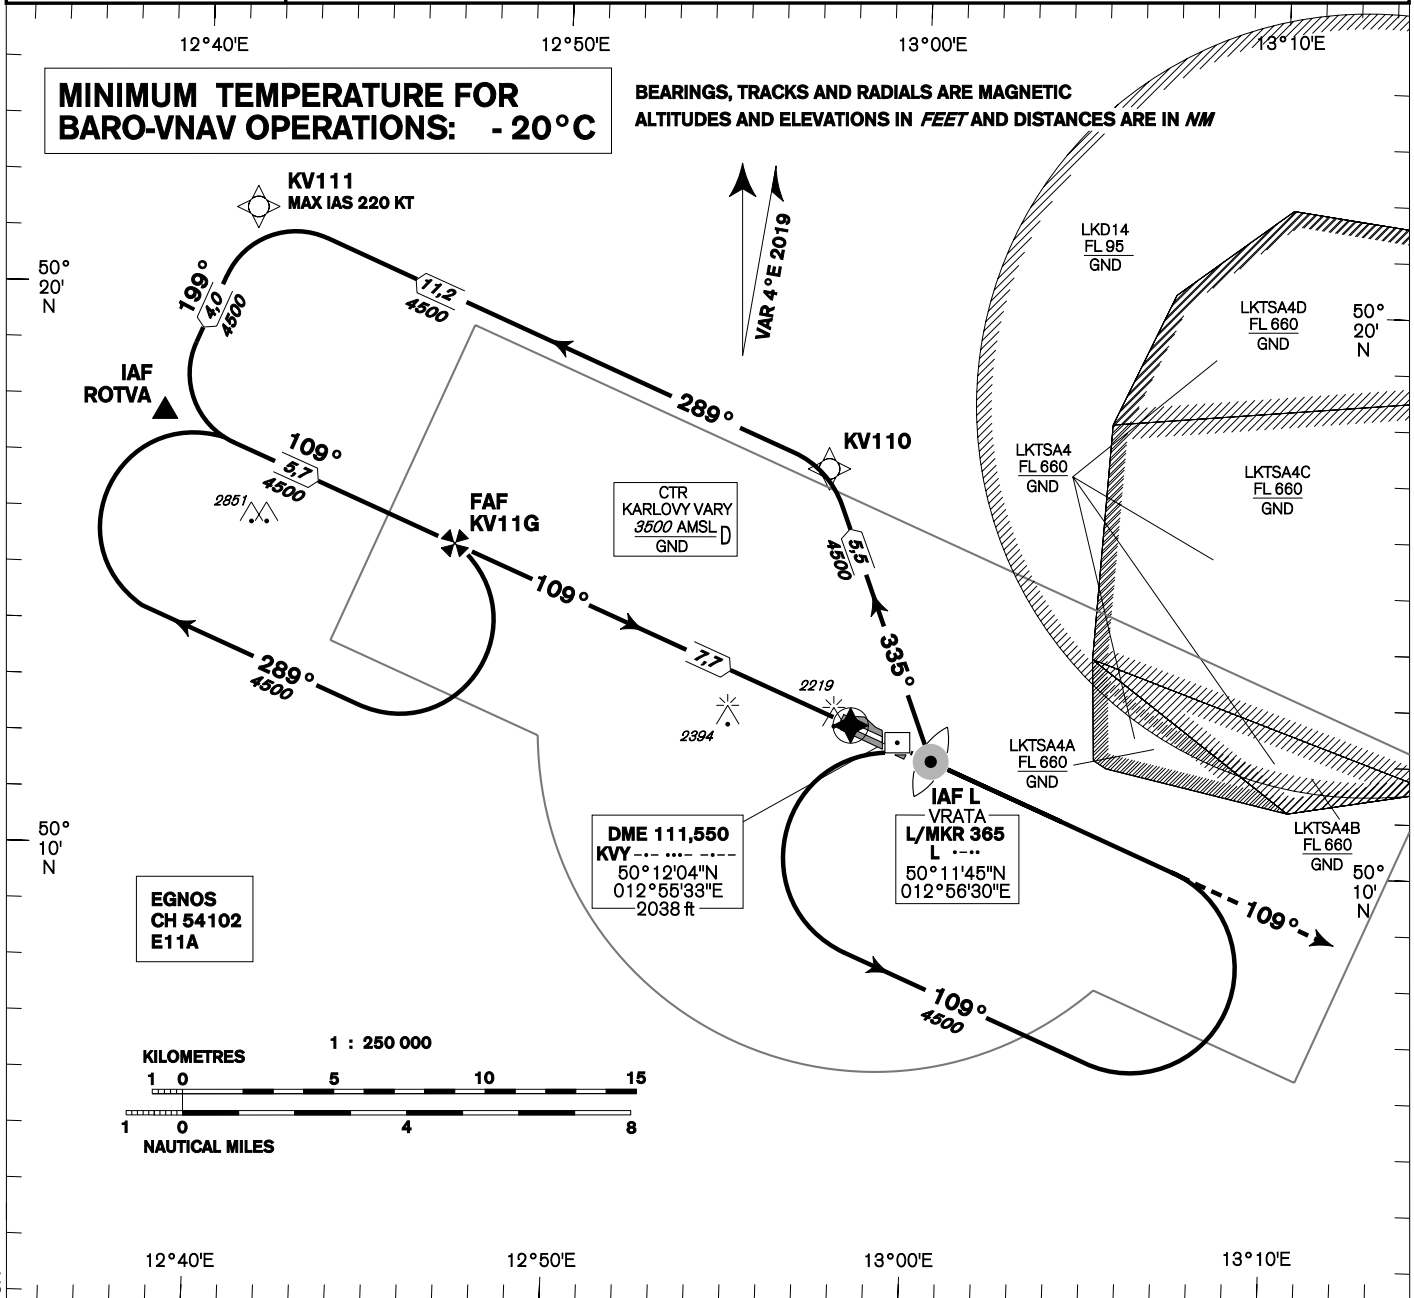 12°40'E
12°50'E
13°00'E
13°10'E
MINIMUM TEMPERATURE FOR
BARO-VNAV OPERATIONS: - 20°C
BEARINGS, TRACKS AND RADIALS ARE MAGNETIC
ALTITUDES AND ELEVATIONS IN FEET AND DISTANCES ARE IN NM
KV111
MAX IAS 220 KT
VAR 4°E 2019
LKD14
FL 95
GND
50°
20'
N
199°
4,0
4500
11,2
4500
LKTSA4D
FL 660
GND
50°
20'
N
IAF
ROTVA
289°
KV110
109°
5,7
4500
LKTSA4
FL 660
GND
LKTSA4C
FL 660
GND
2851
FAF
KV11G
CTR
KARLOVY VARY
3500 AMSL
GND
D
5,5
4500
109°
335°
289°
4500
7,7
2219
2394
LKTSA4A
FL 660
GND
IAF L
VRATA
L/MKR 365
L ·-··
50°11'45"N
012°56'30"E
DME 111,550
KVY -·- ···- -·--
50°12'04"N
012°55'33"E
2038 ft
LKTSA4B
FL 660
GND
50°
10'
N
50°
10'
N
EGNOS
CH 54102
E11A
109°
109°
4500
1 : 250 000
KILOMETRES
1 0 5 10 15
1 0 4 8
NAUTICAL MILES
12°40'E
12°50'E
13°00'E
13°10'E